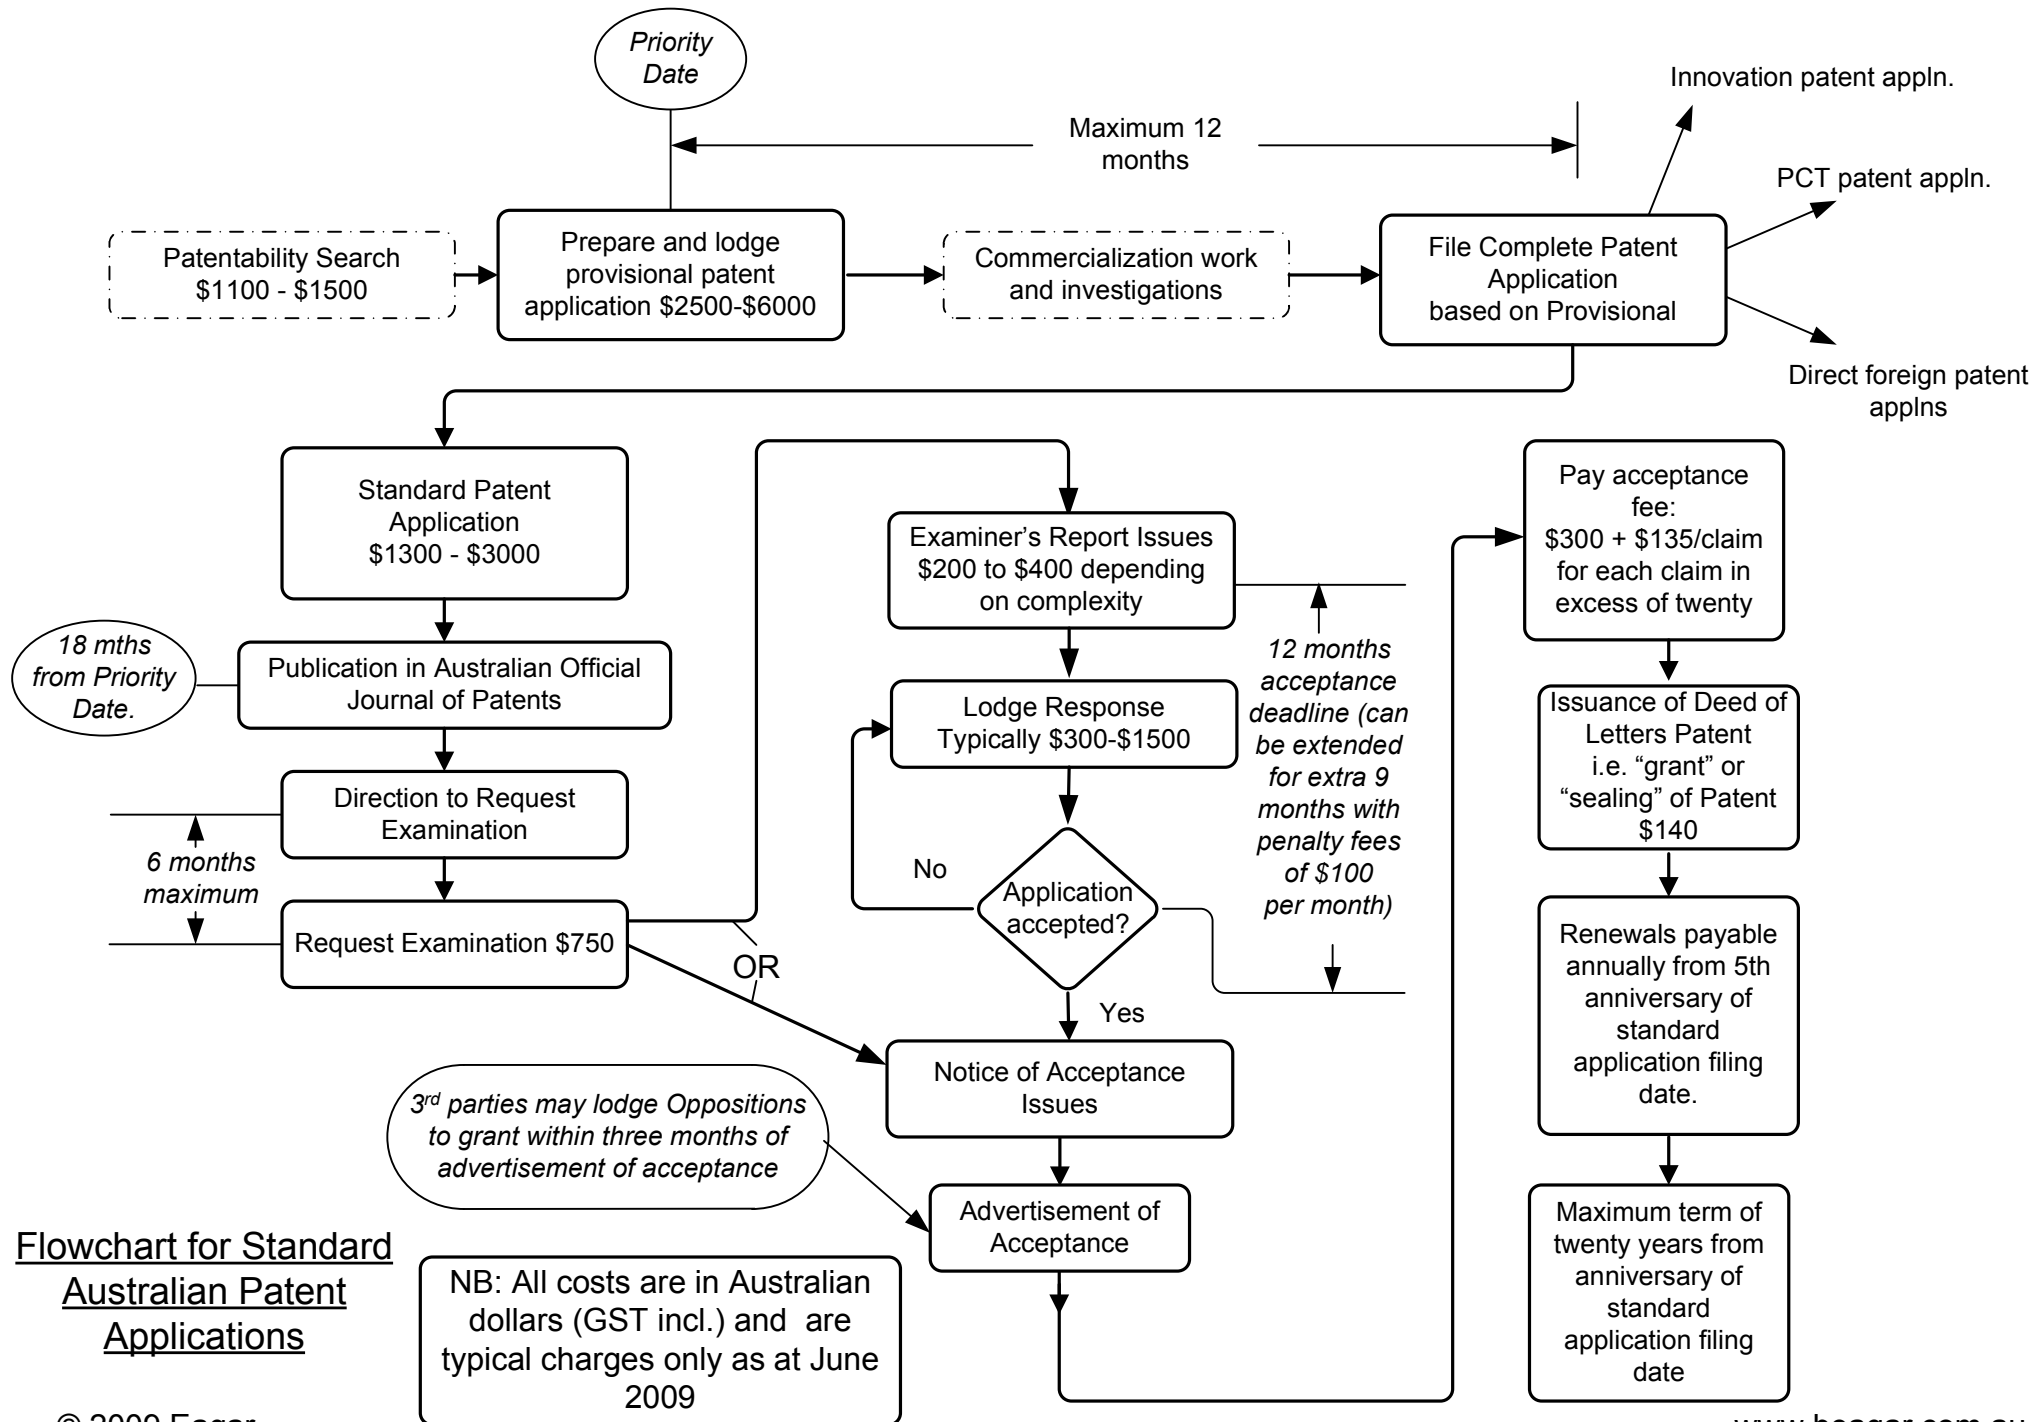 Priority
Date
Maximum 12
months
Innovation patent appln.
PCT patent appln.
Direct foreign patent
applns
Patentability Search
$1100 - $1500
Prepare and lodge
provisional patent
application $2500-$6000
Commercialization work
and investigations
File Complete Patent
Application
based on Provisional
Standard Patent
Application
$1300 - $3000
18 mths
from Priority
Date.
Publication in Australian Official
Journal of Patents
Direction to Request
Examination
6 months
maximum
Request Examination $750
OR
Examiner’s Report Issues
$200 to $400 depending
on complexity
Lodge Response
Typically $300-$1500
12 months
acceptance
deadline (can
be extended
for extra 9
months with
penalty fees
of $100
per month)
No
Application
accepted?
Yes
Notice of Acceptance
Issues
3rd parties may lodge Oppositions
to grant within three months of
advertisement of acceptance
Advertisement of
Acceptance
Pay acceptance
fee:
$300 + $135/claim
for each claim in
excess of twenty
Issuance of Deed of
Letters Patent
i.e. “grant” or
“sealing” of Patent
$140
Renewals payable
annually from 5th
anniversary of
standard
application filing
date.
Maximum term of
twenty years from
anniversary of
standard
application filing
date
Flowchart for Standard
Australian Patent
Applications
NB: All costs are in Australian
dollars (GST incl.) and are
typical charges only as at June
2009
© 2009 Eagar
www.beagar.com.au